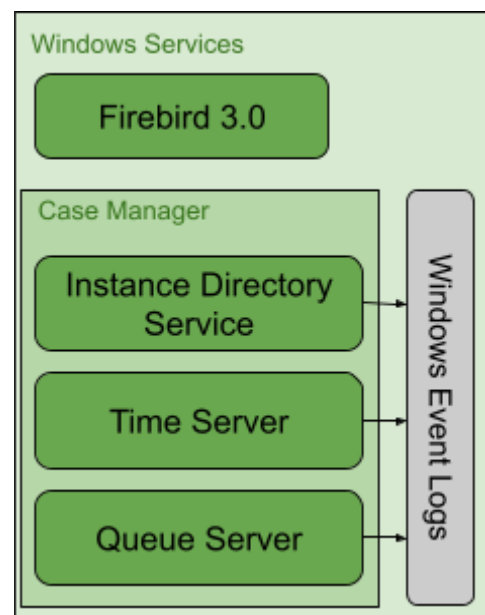 Windows Services
Firebird 3.0
Case Manager
Instance Directory
Service
Time Server
Queue Server
Windows Event Logs